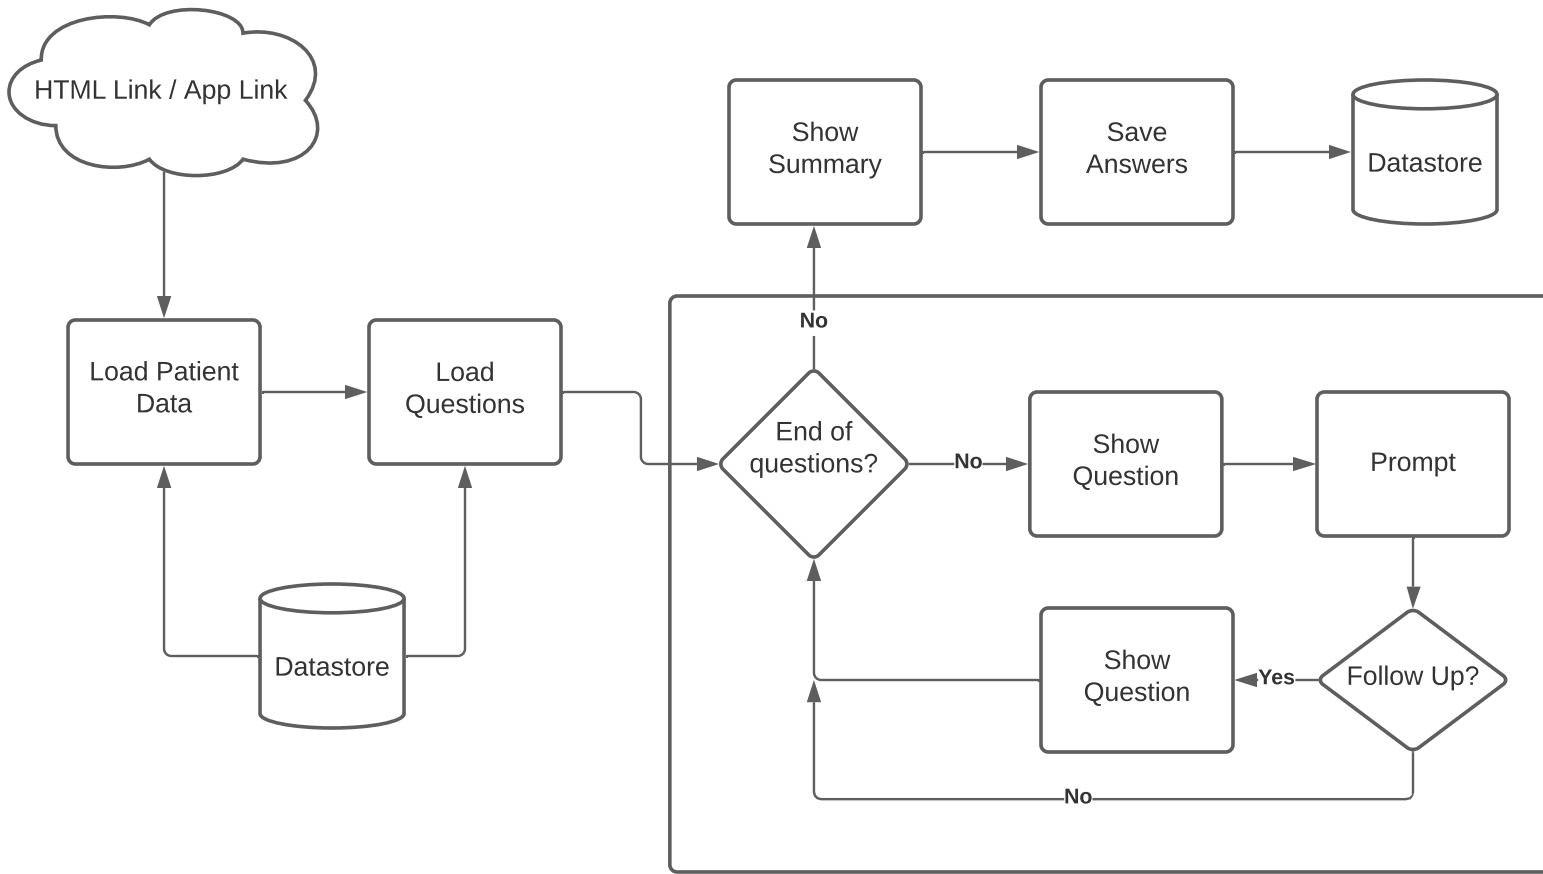 HTML Link / App Link
Show
Summary
Save
Answers
Datastore
No
Load Patient
Data
Load
Questions
End of
questions?
No
Show
Question
Prompt
Datastore
Show
Question
Yes
Follow Up?
No